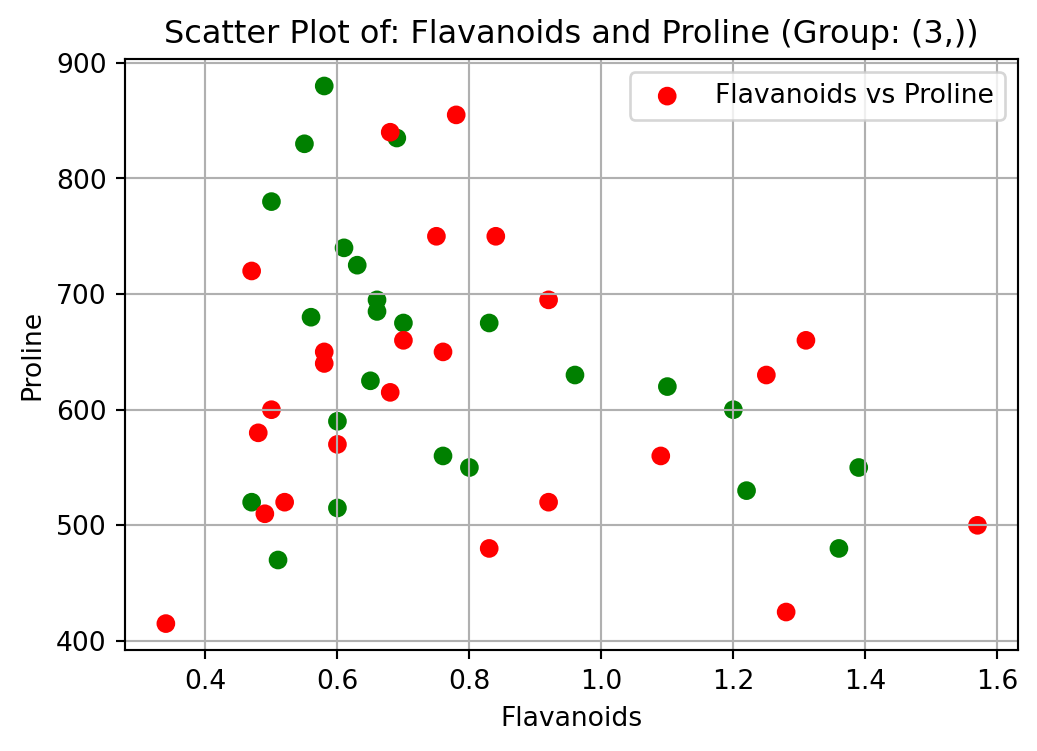 Scatter Plot of: Flavanoids and Proline (Group: (3,))
Flavanoids vs Proline
900
800
700
600
500
400
Proline
0.4 0.6 0.8 1.0 1.2 1.4 1.6
Flavanoids